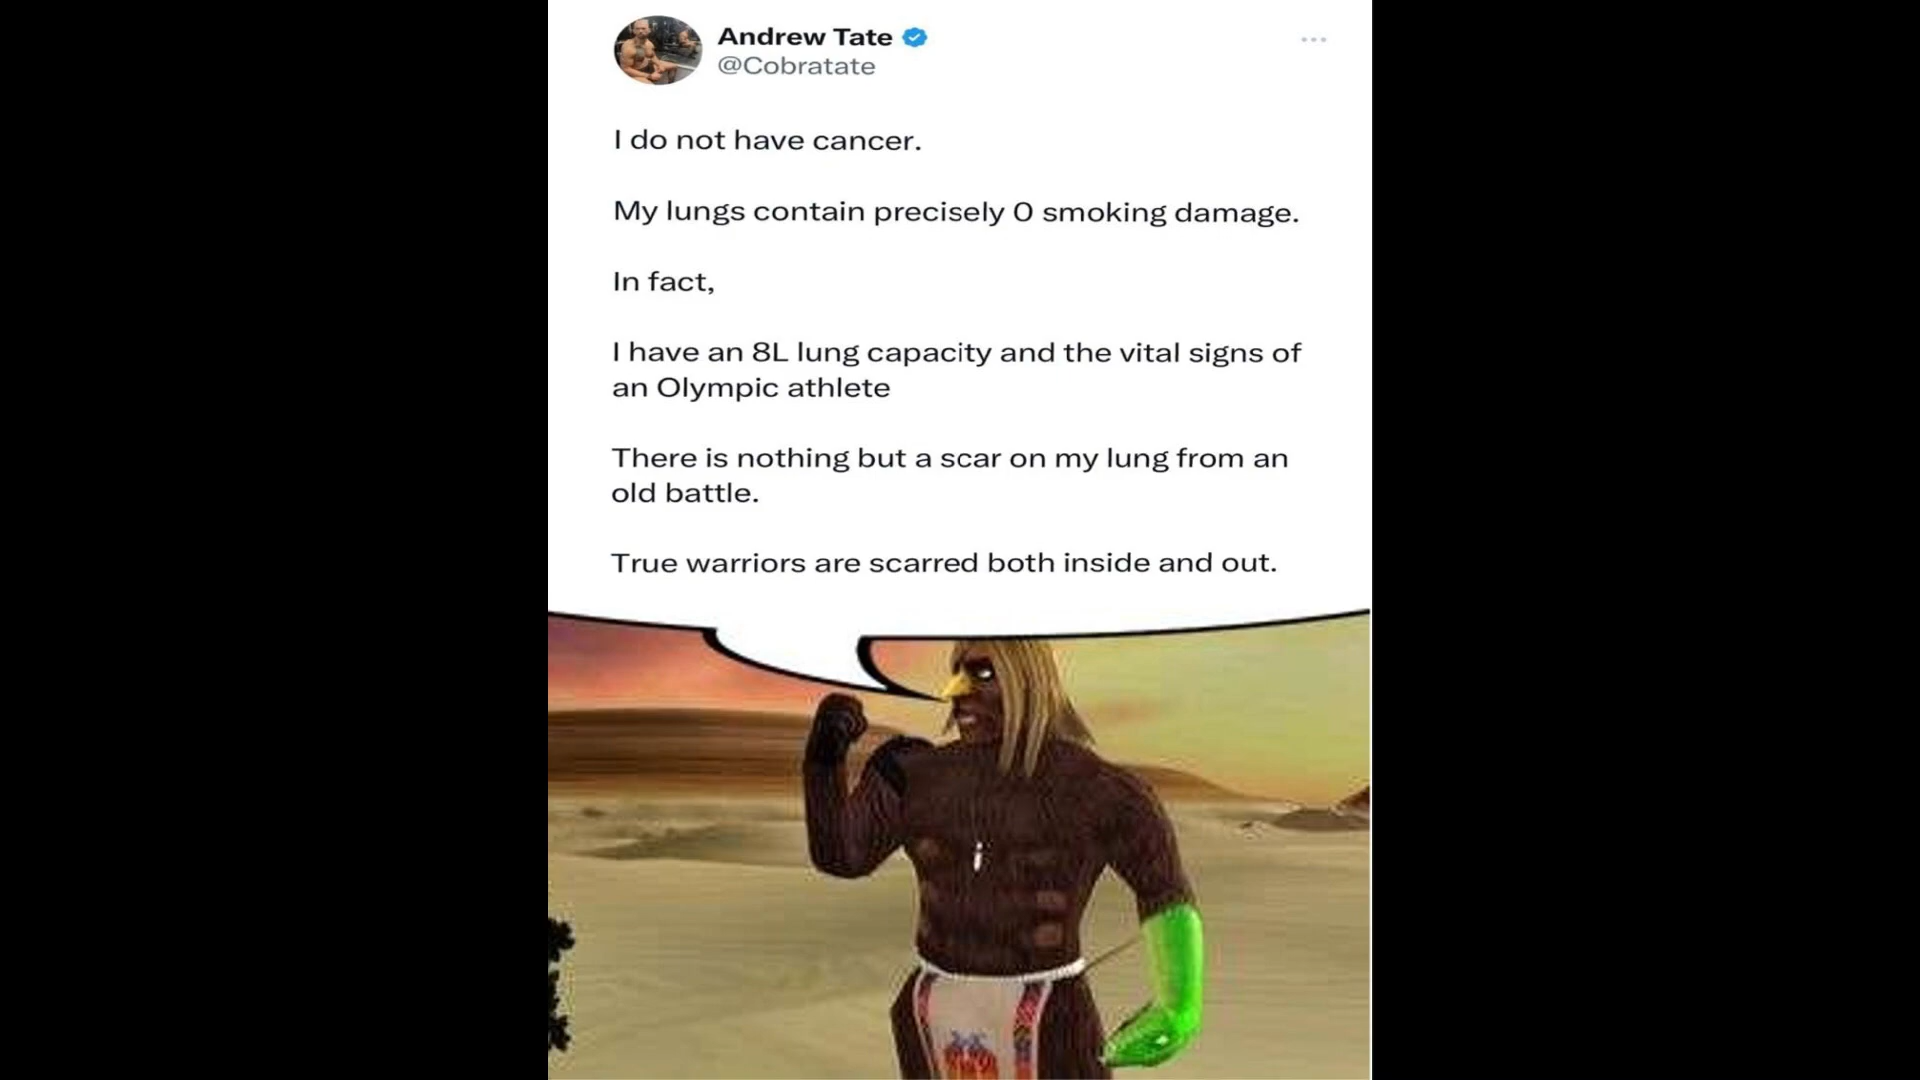 Andrew Tate
@Cobratate
I do not have cancer.
My lungs contain precisely 0 smoking damage.
In fact,
I have an 8L lung capacity and the vital signs of
an Olympic athlete
There is nothing but a scar on my lung from an
old battle.
True warriors are scarred both inside and out.